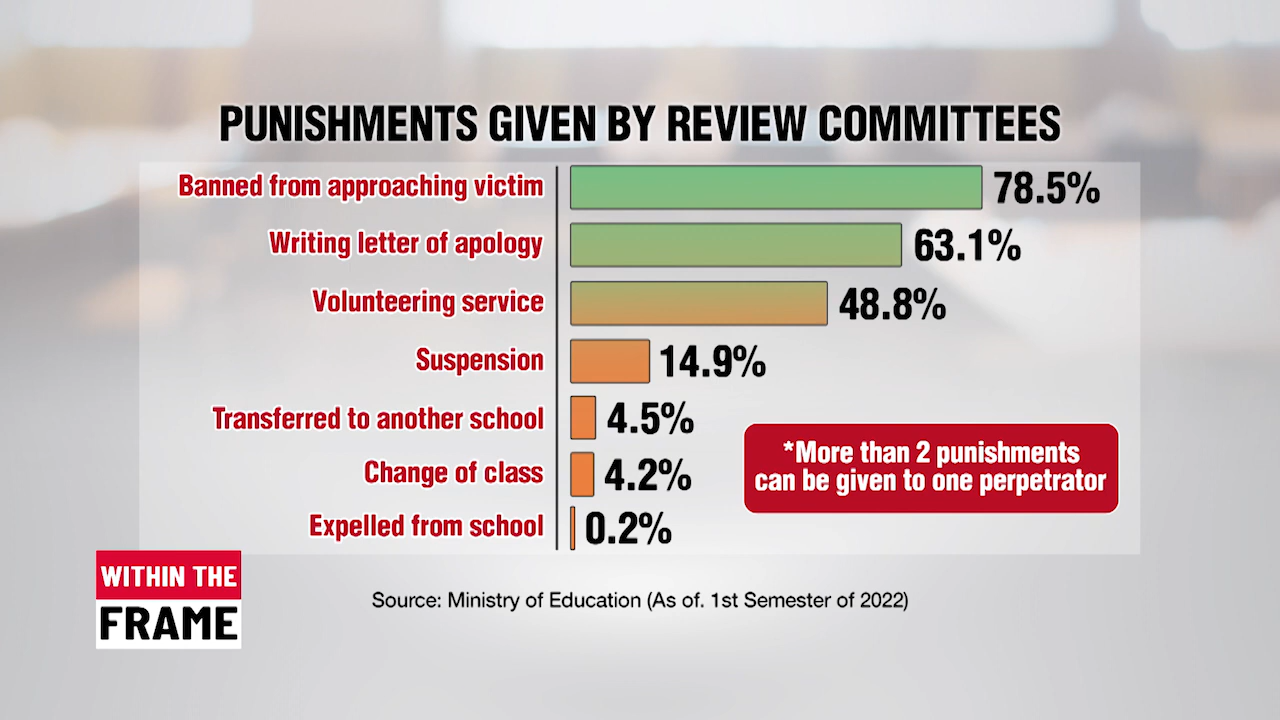 PUNISHMENTS GIVEN BY REVIEW COMMITTEES
Banned from approaching victim 78.5%
Writing letter of apology 63.1%
Volunteering service 48.8%
Suspension 14.9%
Transferred to another school 4.5%
Change of class 4.2%
Expelled from school 0.2%
*More than 2 punishments
can be given to one perpetrator
WITHIN THE
FRAME
Source: Ministry of Education (As of. 1st Semester of 2022)